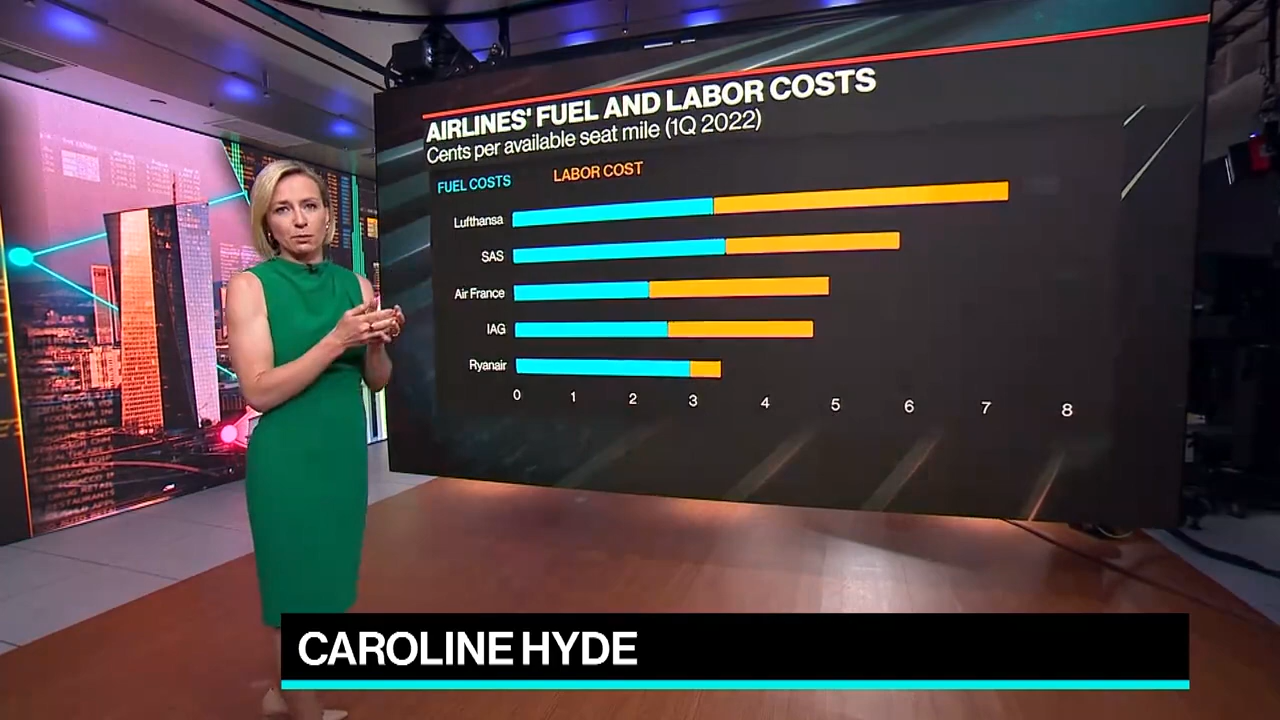 AIRLINES' FUEL AND LABOR COSTS
Cents per available seat mile (1Q 2022)
FUEL COSTS LABOR COST
Lufthansa
SAS
Air France
IAG
Ryanair
0 1 2 3 4 5 6 7 8
CAROLINE HYDE